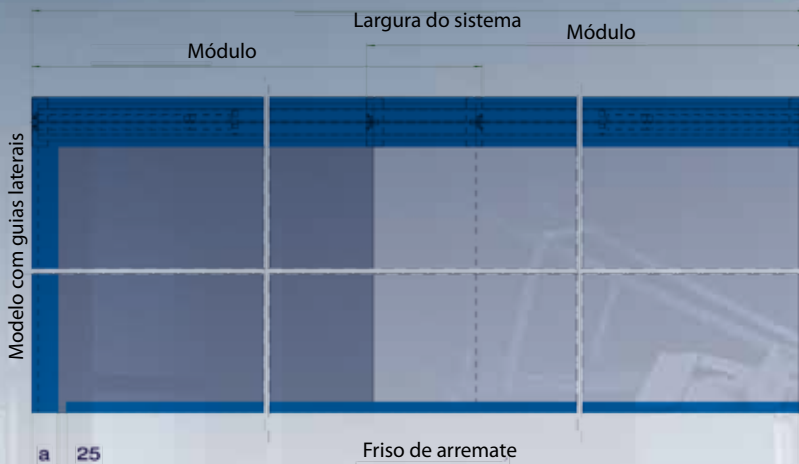 Largura do sistema
Módulo
Módulo
Modelo com guias laterais
a 25
Friso de arremate